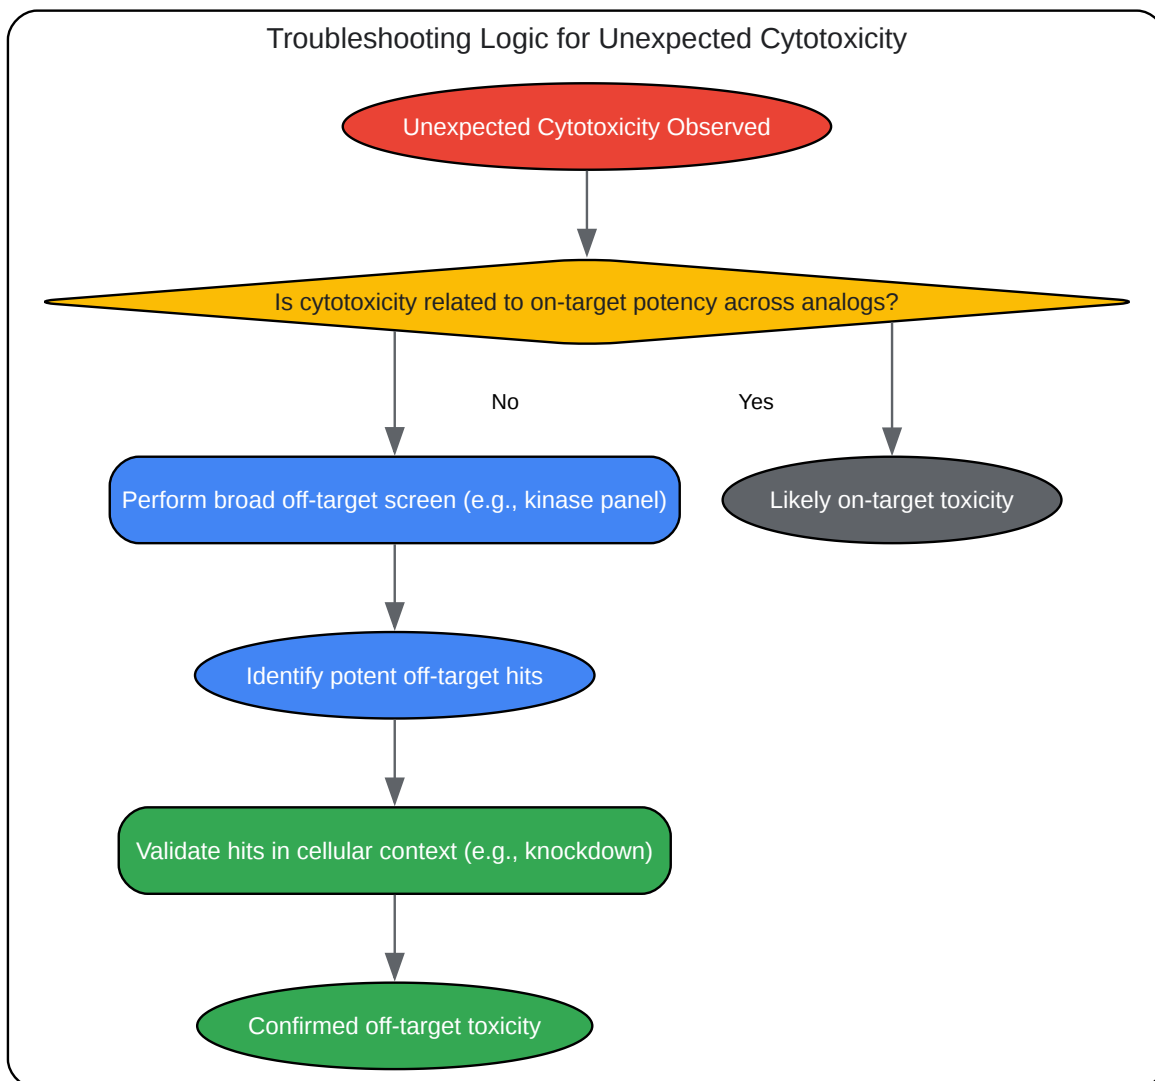 Troubleshooting Logic for Unexpected Cytotoxicity
Unexpected Cytotoxicity Observed
Is cytotoxicity related to on-target potency across analogs?
No
Yes
Perform broad off-target screen (e.g., kinase panel)
Likely on-target toxicity
Identify potent off-target hits
Validate hits in cellular context (e.g., knockdown)
Confirmed off-target toxicity